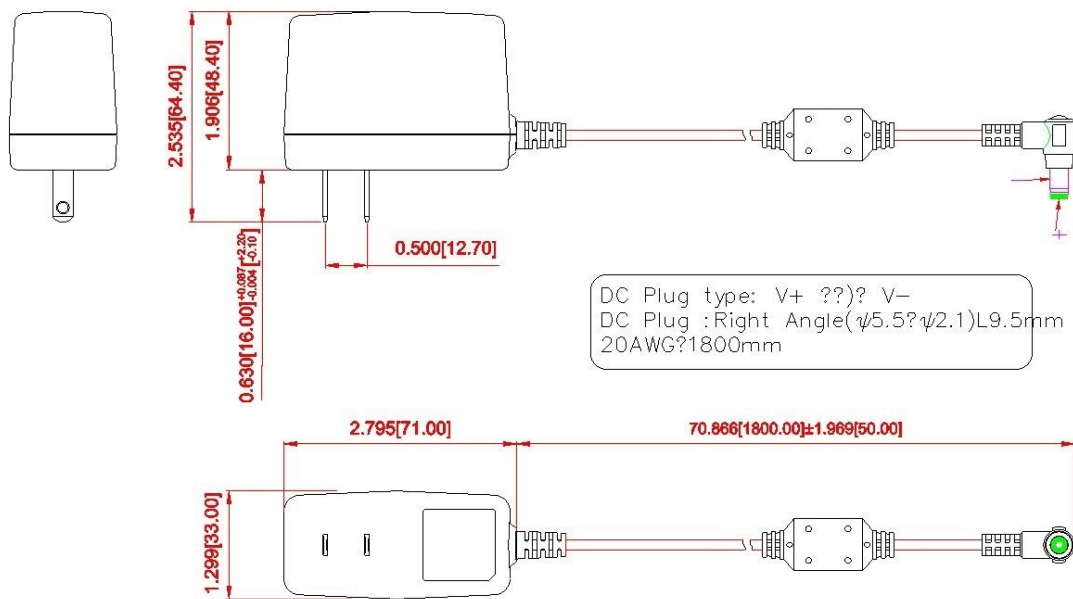 2.535[64.40]
1.906[48.40]
0.500[12.70]
0.630[16.00]+0.087 -0.004[+2.20 -0.10]
+
DC Plug type: V+ ??)? V-
DC Plug :Right Angle(ψ5.5?ψ2.1)L9.5mm
20AWG?1800mm
2.795[71.00]
70.866[1800.00]±1.969[50.00]
1.299[33.00]